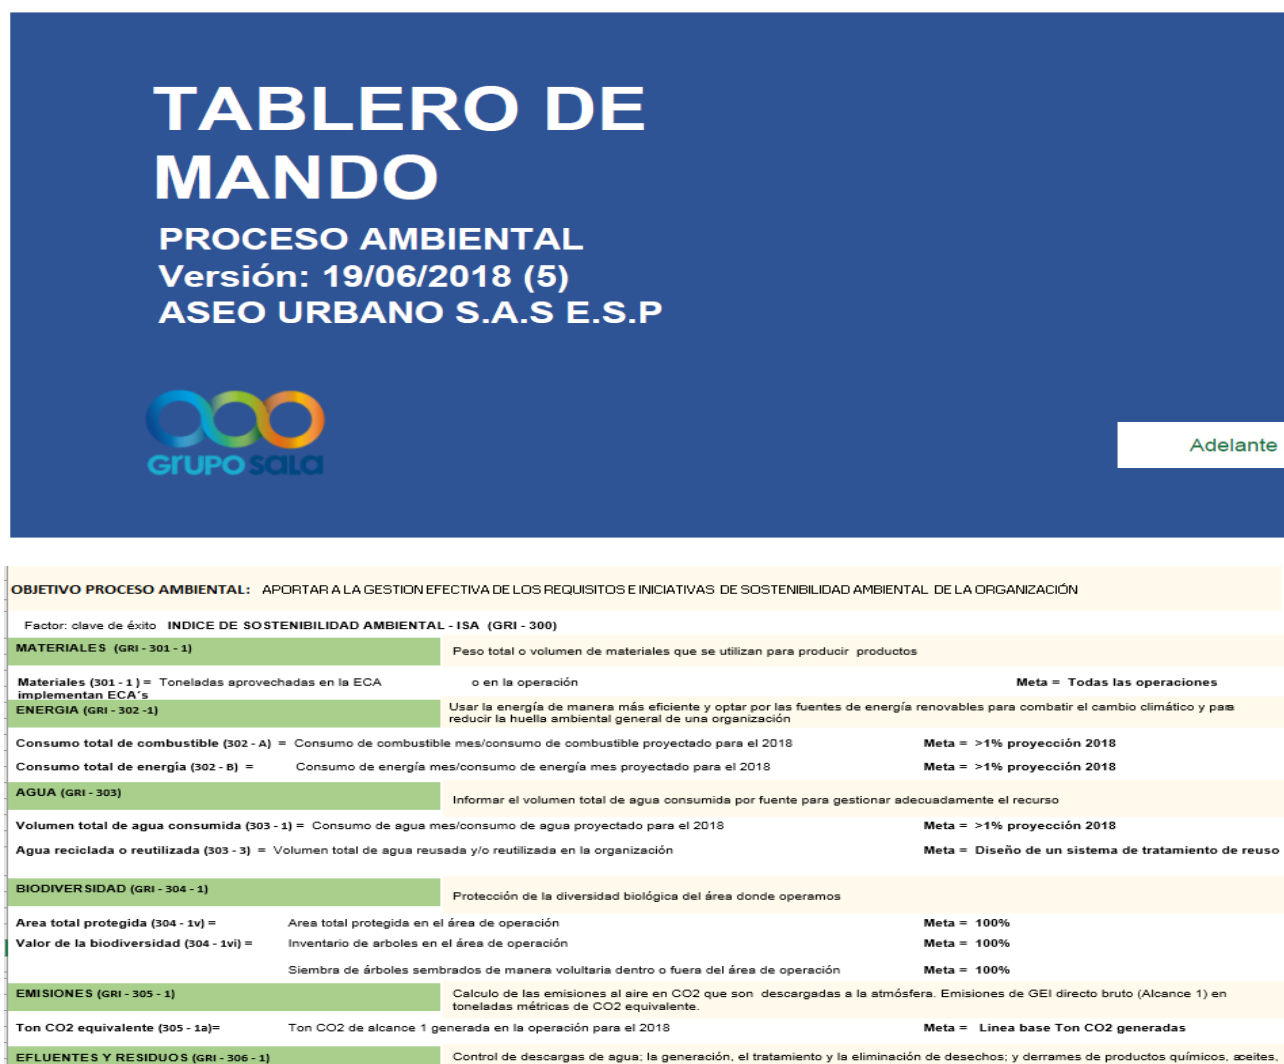 TABLERO DE
MANDO
PROCESO AMBIENTAL
Versión: 19/06/2018 (5)
ASEO URBANO S.A.S E.S.P
Grupo sala
Adelante
OBJETIVO PROCESO AMBIENTAL: APORTAR A LA GESTION EFECTIVA DE LOS REQUISITOS E INICIATIVAS DE SOSTENIBILIDAD AMBIENTAL DE LA ORGANIZACIÓN
Factor: clave de éxito INDICE DE SOSTENIBILIDAD AMBIENTAL - ISA (GRI - 300)
MATERIALES (GRI - 301 - 1)
Peso total o volumen de materiales que se utilizan para producir productos
Materiales (301 - 1 ) = Toneladas aprovechadas en la ECA o en la operación Meta = Todas las operaciones
implementan ECA's
ENERGIA (GRI - 302 -1)
Usar la energía de manera más eficiente y optar por las fuentes de energía renovables para combatir el cambio climático y para
reducir la huella ambiental general de una organización
Consumo total de combustible (302 - A) = Consumo de combustible mes/consumo de combustible proyectado para el 2018 Meta = >1% proyección 2018
Consumo total de energía (302 - B) = Consumo de energía mes/consumo de energía mes proyectado para el 2018 Meta = >1% proyección 2018
AGUA (GRI - 303)
Informar el volumen total de agua consumida por fuente para gestionar adecuadamente el recurso
Volumen total de agua consumida (303 - 1) = Consumo de agua mes/consumo de agua proyectado para el 2018 Meta = >1% proyección 2018
Agua reciclada o reutilizada (303 - 3) = Volumen total de agua reusada y/o reutilizada en la organización Meta = Diseño de un sistema de tratamiento de reuso
BIODIVERSIDAD (GRI - 304 - 1)
Protección de la diversidad biológica del área donde operamos
Area total protegida (304 - 1v) = Area total protegida en el área de operación Meta = 100%
Valor de la biodiversidad (304 - 1vi) = Inventario de arboles en el área de operación Meta = 100%
Siembra de árboles sembrados de manera volultaria dentro o fuera del área de operación Meta = 100%
EMISIONES (GRI - 305 - 1)
Calculo de las emisiones al aire en CO2 que son descargadas a la atmósfera. Emisiones de GEI directo bruto (Alcance 1) en
toneladas métricas de CO2 equivalente.
Ton CO2 equivalente (305 - 1a)= Ton CO2 de alcance 1 generada en la operación para el 2018 Meta = Linea base Ton CO2 generadas
EFLUENTES Y RESIDUOS (GRI - 306 - 1)
Control de descargas de agua; la generación, el tratamiento y la eliminación de desechos; y derrames de productos químicos, aceites,